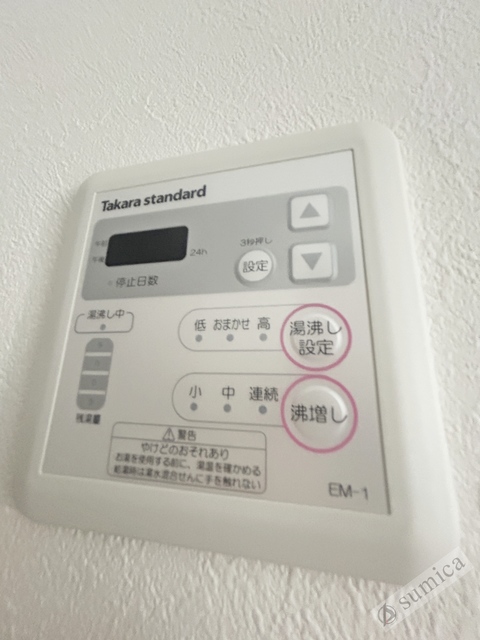 Takara standard
午前
午後
24h
3秒押し
設定
停止日数
湯沸し中
低 おまかせ 高
湯沸し
設定
小 中 連続
沸増し
残湯量
警告
やけどのおそれあり
お湯を使用する前に、湯温を確かめる
給湯時は湯水混合せんに手を触れない
EM-1
sumica